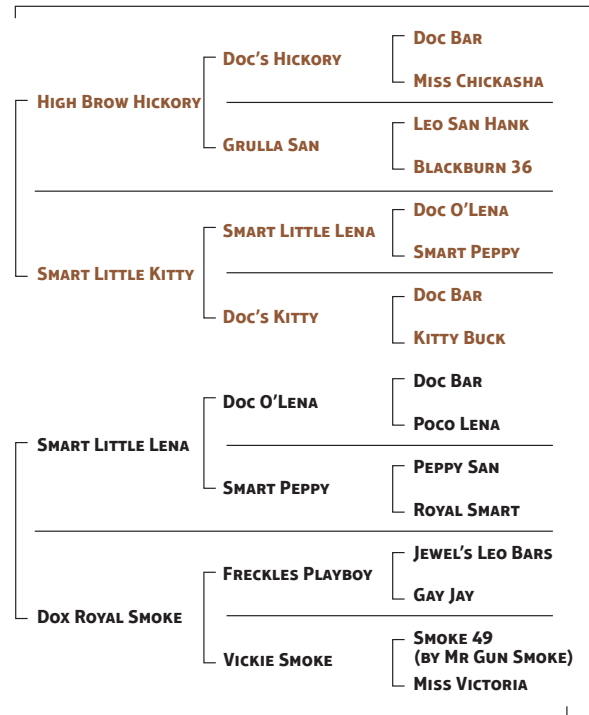 Doc Bar
Doc's Hickory
Miss Chickasha
High Brow Hickory
Leo San Hank
Grulla San
Blackburn 36
Doc O'Lena
Smart Little Lena
Smart Peppy
Smart Little Kitty
Doc Bar
Doc's Kitty
Kitty Buck
Doc Bar
Doc O'Lena
Poco Lena
Smart Little Lena
Peppy San
Smart Peppy
Royal Smart
Jewel's Leo Bars
Freckles Playboy
Gay Jay
Dox Royal Smoke
Smoke 49
(by Mr Gun Smoke)
Vickie Smoke
Miss Victoria